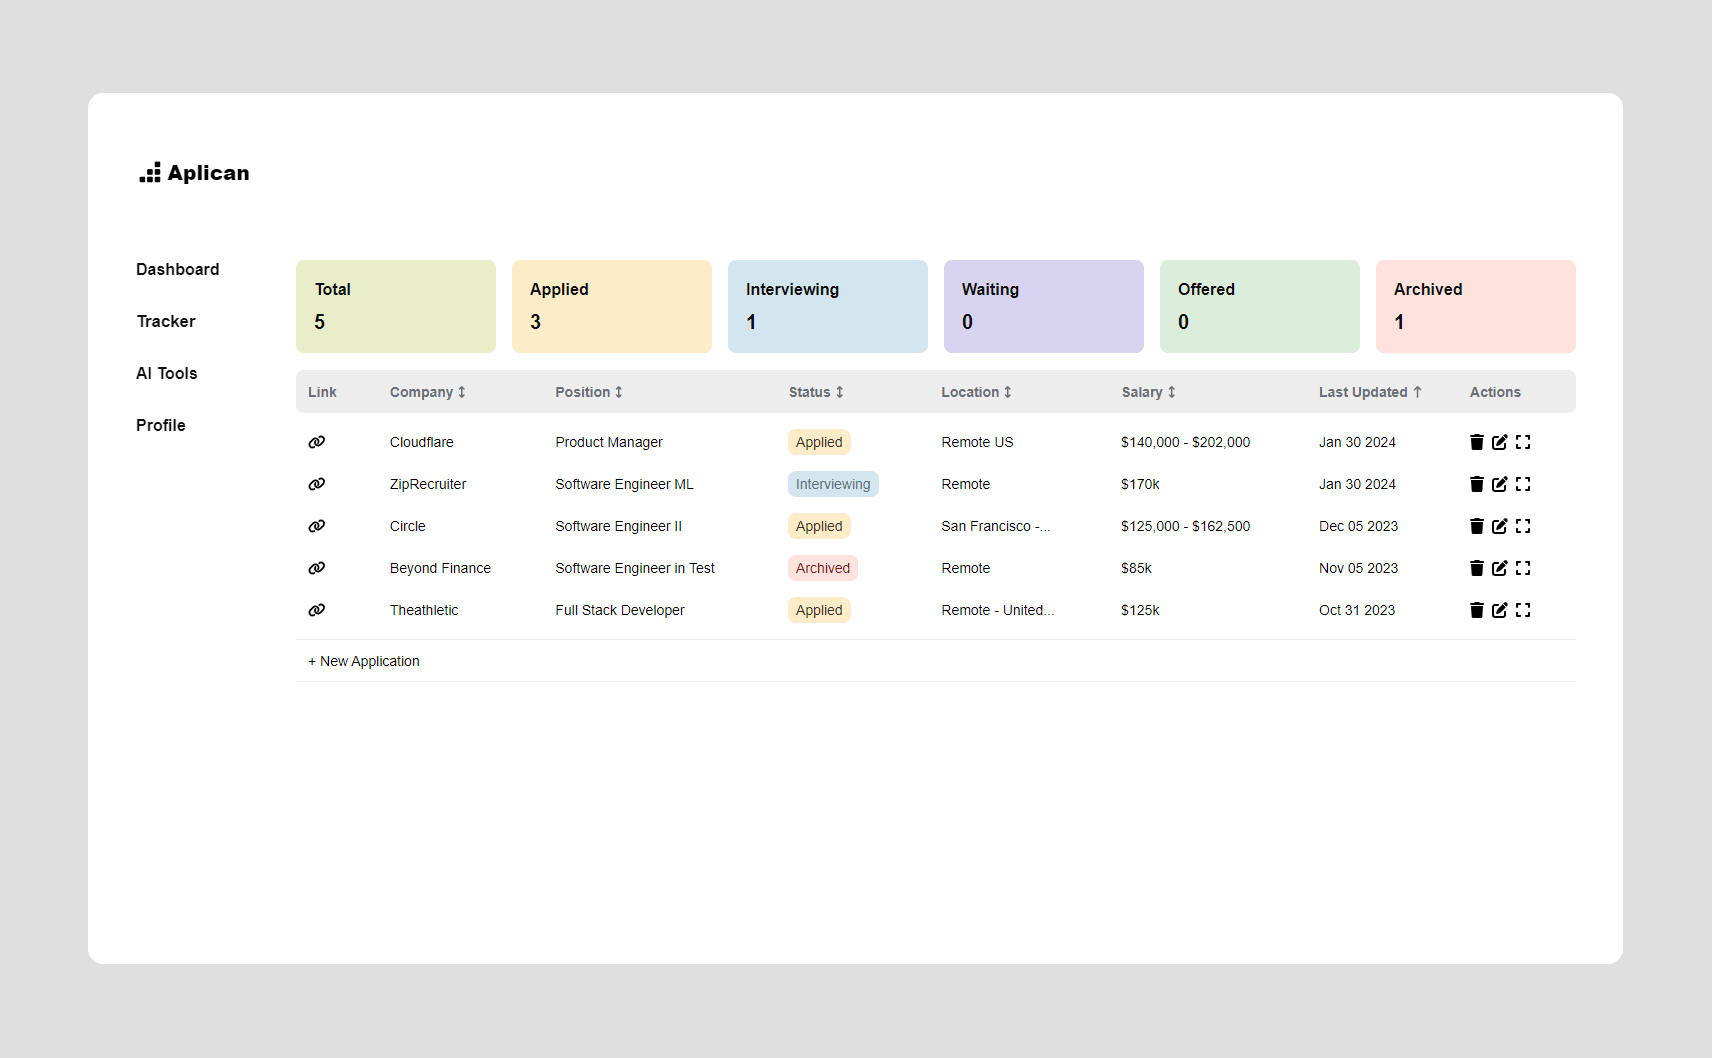 Aplican
Dashboard
Tracker
AI Tools
Profile
Total Applied Interviewing Waiting Offered Archived
5 3 1 0 0 1
Link Company ↕ Position ↕ Status ↕ Location ↕ Salary ↕ Last Updated ↑ Actions
Cloudflare Product Manager Applied Remote US $140,000 - $202,000 Jan 30 2024
ZipRecruiter Software Engineer ML Interviewing Remote $170k Jan 30 2024
Circle Software Engineer II Applied San Francisco -... $125,000 - $162,500 Dec 05 2023
Beyond Finance Software Engineer in Test Archived Remote $85k Nov 05 2023
Theathletic Full Stack Developer Applied Remote - United... $125k Oct 31 2023
+ New Application